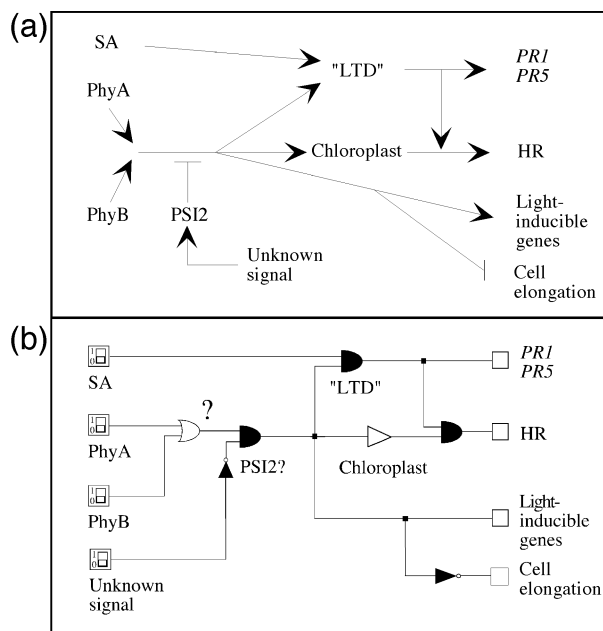 (a)
SA
"LTD"
PR1
PR5
PhyA
Chloroplast
HR
PhyB
PSI2
Light-
inducible
genes
Unknown
signal
Cell
elongation
(b)
1
0
SA
"LTD"
PR1
PR5
1
0
PhyA
?
PSI2?
Chloroplast
HR
1
0
PhyB
Light-
inducible
genes
1
0
Unknown
signal
Cell
elongation